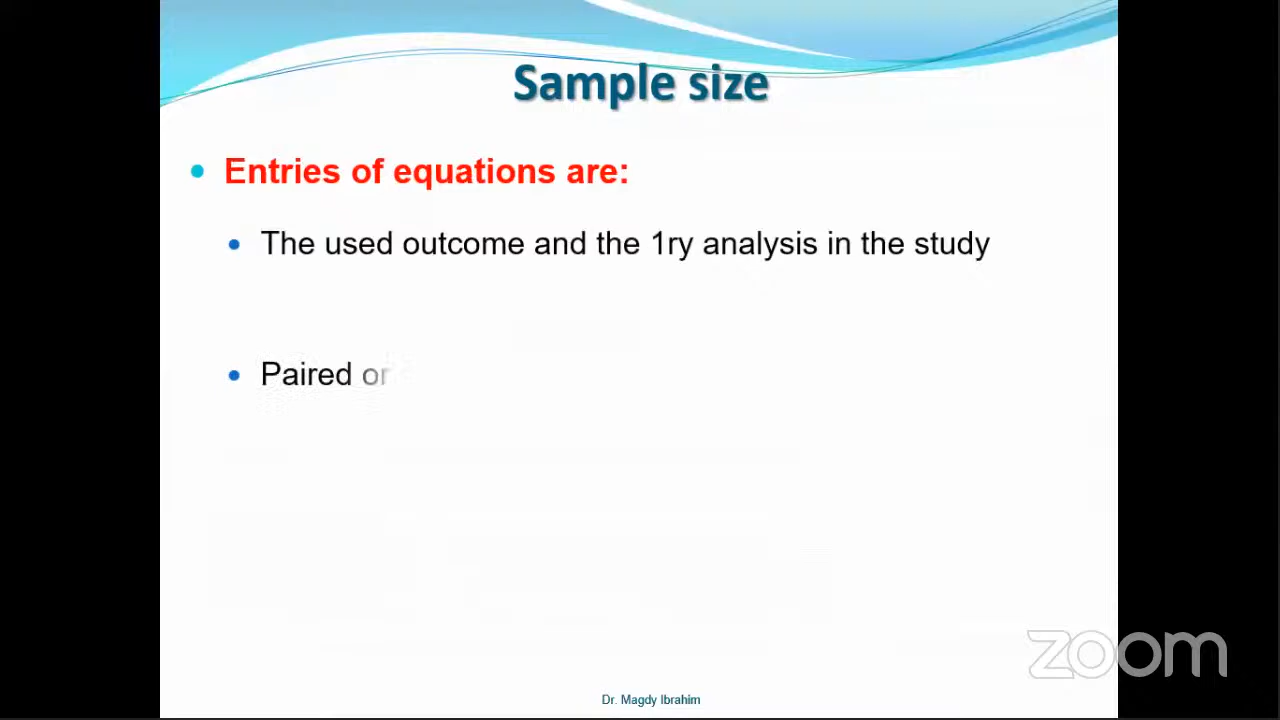 Sample size
Entries of equations are:
The used outcome and the 1ry analysis in the study
Paired or
zoom
Dr. Magdy Ibrahim